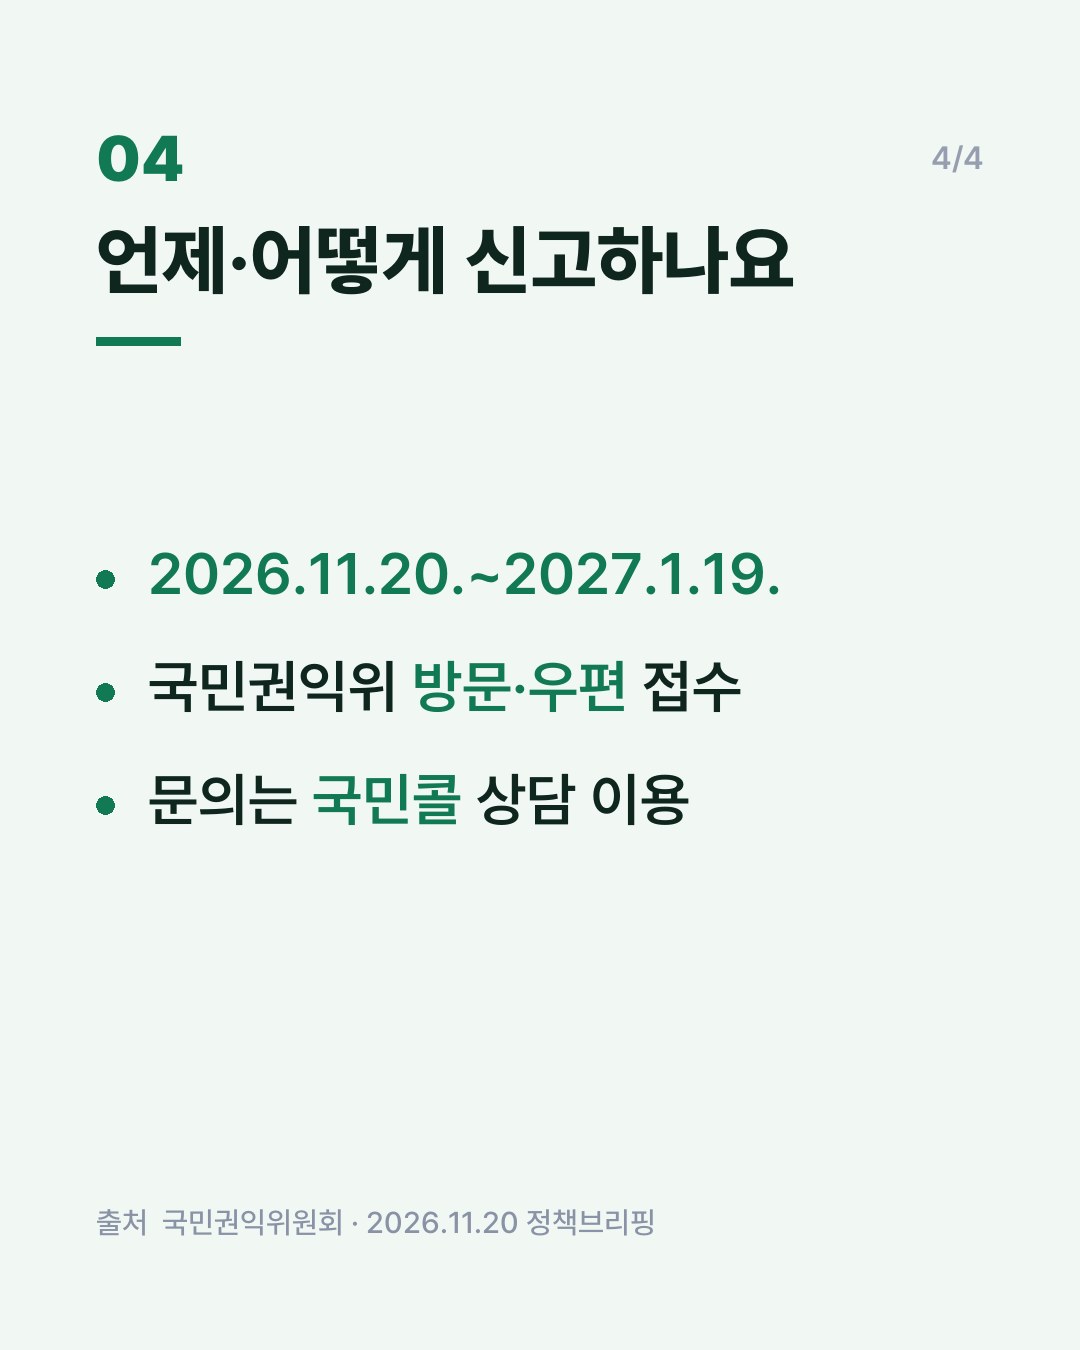 04
4/4
언제·어떻게 신고하나요
• 2026.11.20.~2027.1.19.
• 국민권익위 방문·우편 접수
• 문의는 국민콜 상담 이용
출처 국민권익위원회 · 2026.11.20 정책브리핑